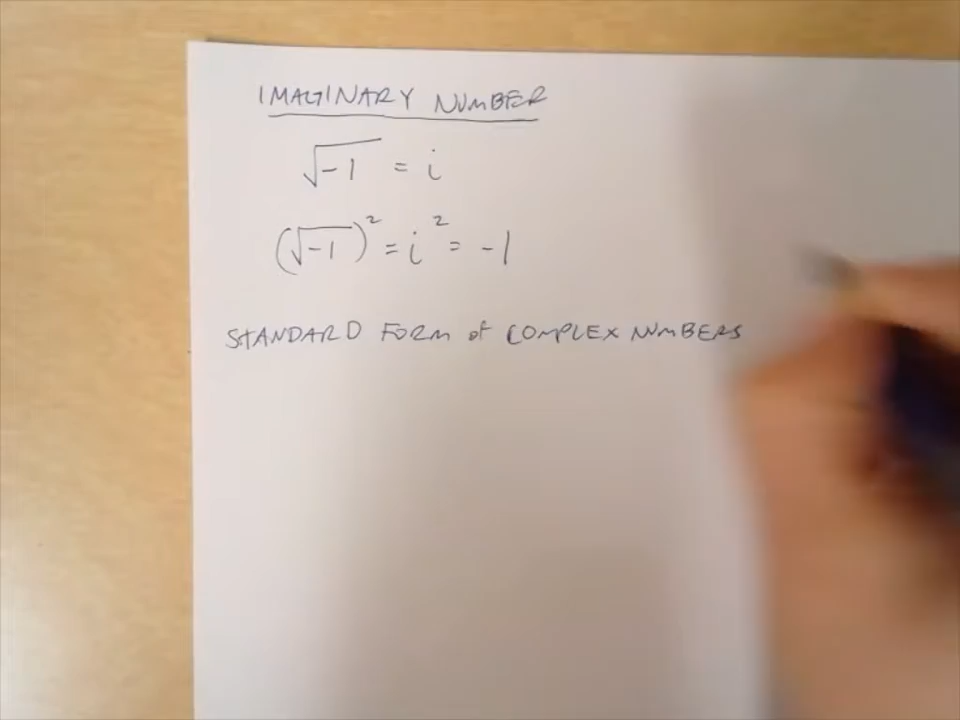 IMAGINARY NUMBER
√-1 = i
(√-1)² = i² = -1
STANDARD FORM of COMPLEX NUMBERS